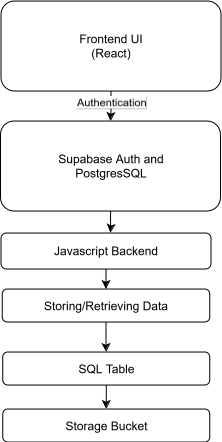 Frontend UI
(React)
Authentication
Supabase Auth and
PostgresSQL
Javascript Backend
Storing/Retrieving Data
SQL Table
Storage Bucket